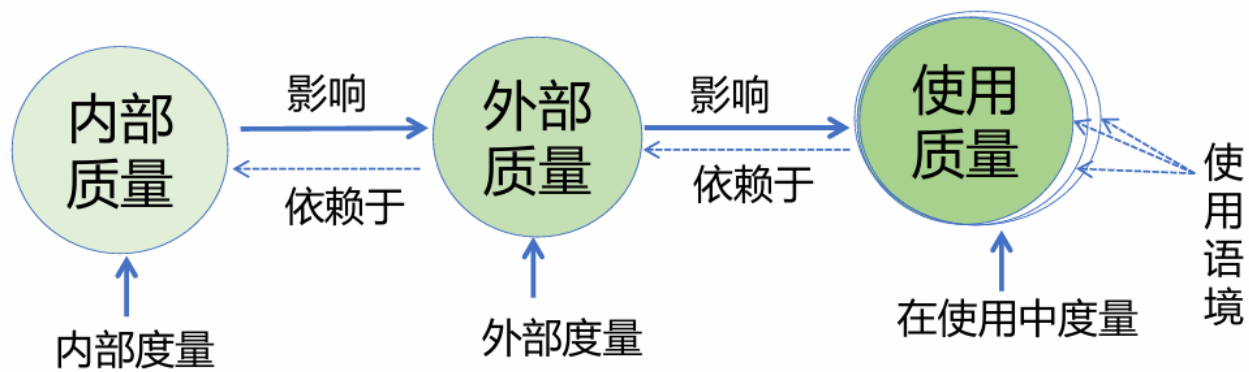 内部
质量
影响
依赖于
外部
质量
影响
依赖于
使用
质量
使用语境
内部度量
外部度量
在使用中度量